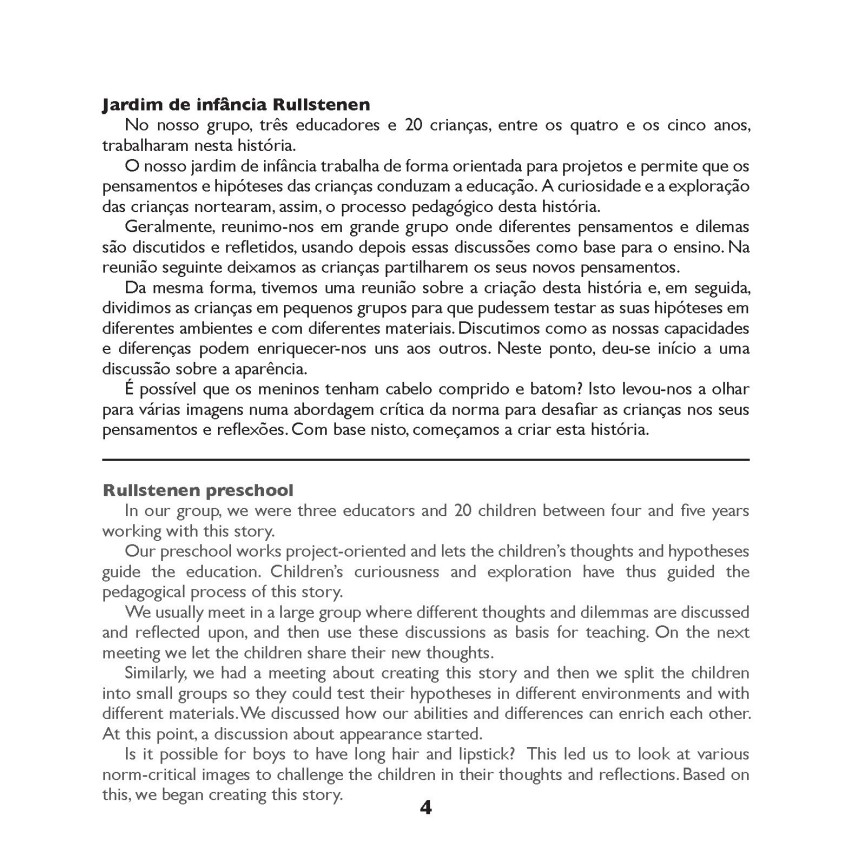 Jardim de infância Rullstenen
No nosso grupo, três educadores e 20 crianças, entre os quatro e os cinco anos,
trabalharam nesta história.
O nosso jardim de infância trabalha de forma orientada para projetos e permite que os
pensamentos e hipóteses das crianças conduzam a educação. A curiosidade e a exploração
das crianças nortearam, assim, o processo pedagógico desta história.
Geralmente, reunimo-nos em grande grupo onde diferentes pensamentos e dilemas
são discutidos e refletidos, usando depois essas discussões como base para o ensino. Na
reunião seguinte deixamos as crianças partilharem os seus novos pensamentos.
Da mesma forma, tivemos uma reunião sobre a criação desta história e, em seguida,
dividimos as crianças em pequenos grupos para que pudessem testar as suas hipóteses em
diferentes ambientes e com diferentes materiais. Discutimos como as nossas capacidades
e diferenças podem enriquecer-nos uns aos outros. Neste ponto, deu-se início a uma
discussão sobre a aparência.
É possível que os meninos tenham cabelo comprido e batom? Isto levou-nos a olhar
para várias imagens numa abordagem crítica da norma para desafiar as crianças nos seus
pensamentos e reflexões. Com base nisto, começamos a criar esta história.
Rullstenen preschool
In our group, we were three educators and 20 children between four and five years
working with this story.
Our preschool works project-oriented and lets the children's thoughts and hypotheses
guide the education. Children's curiousness and exploration have thus guided the
pedagogical process of this story.
We usually meet in a large group where different thoughts and dilemmas are discussed
and reflected upon, and then use these discussions as basis for teaching. On the next
meeting we let the children share their new thoughts.
Similarly, we had a meeting about creating this story and then we split the children
into small groups so they could test their hypotheses in different environments and with
different materials. We discussed how our abilities and differences can enrich each other.
At this point, a discussion about appearance started.
Is it possible for boys to have long hair and lipstick? This led us to look at various
norm-critical images to challenge the children in their thoughts and reflections. Based on
this, we began creating this story.
4